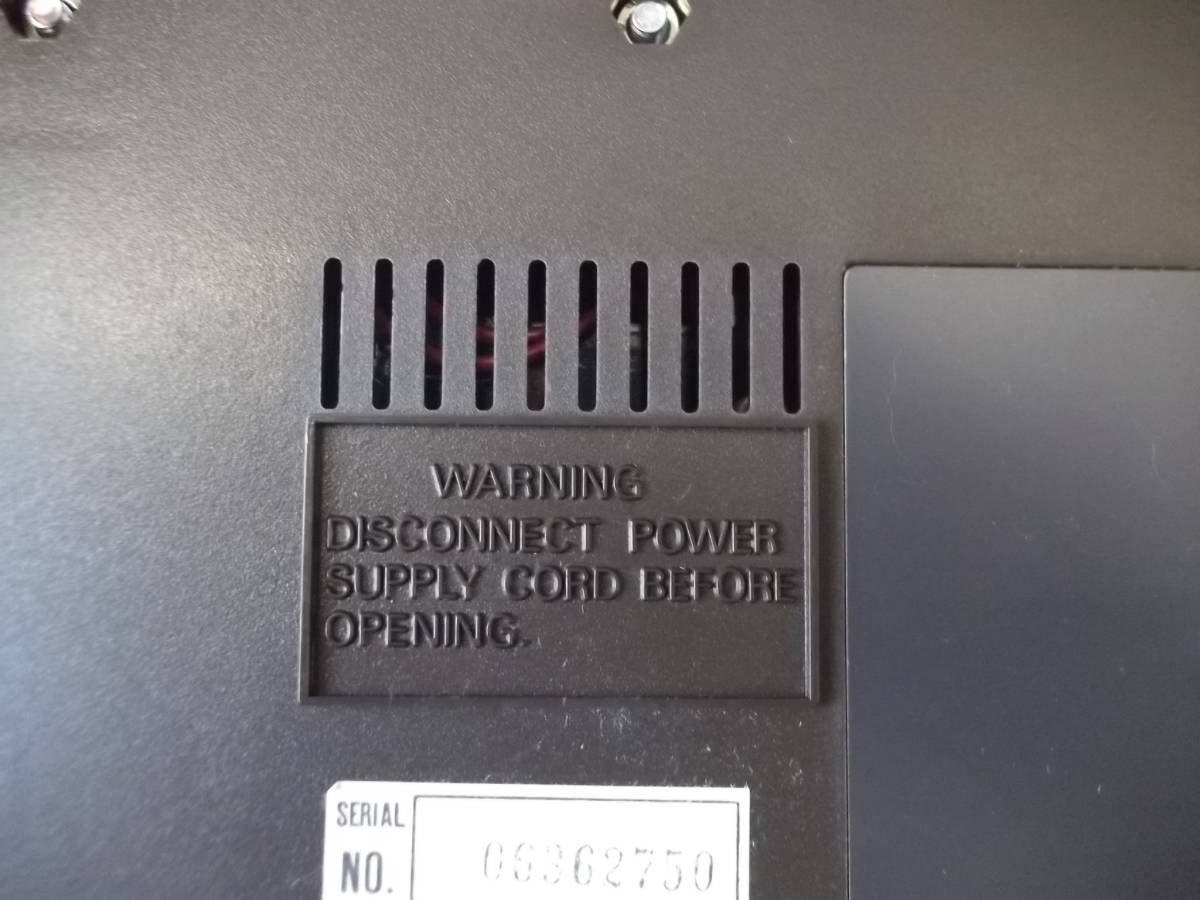 WARNING
DISCONNECT POWER
SUPPLY CORD BEFORE
OPENING.
SERIAL
NO.
06362750